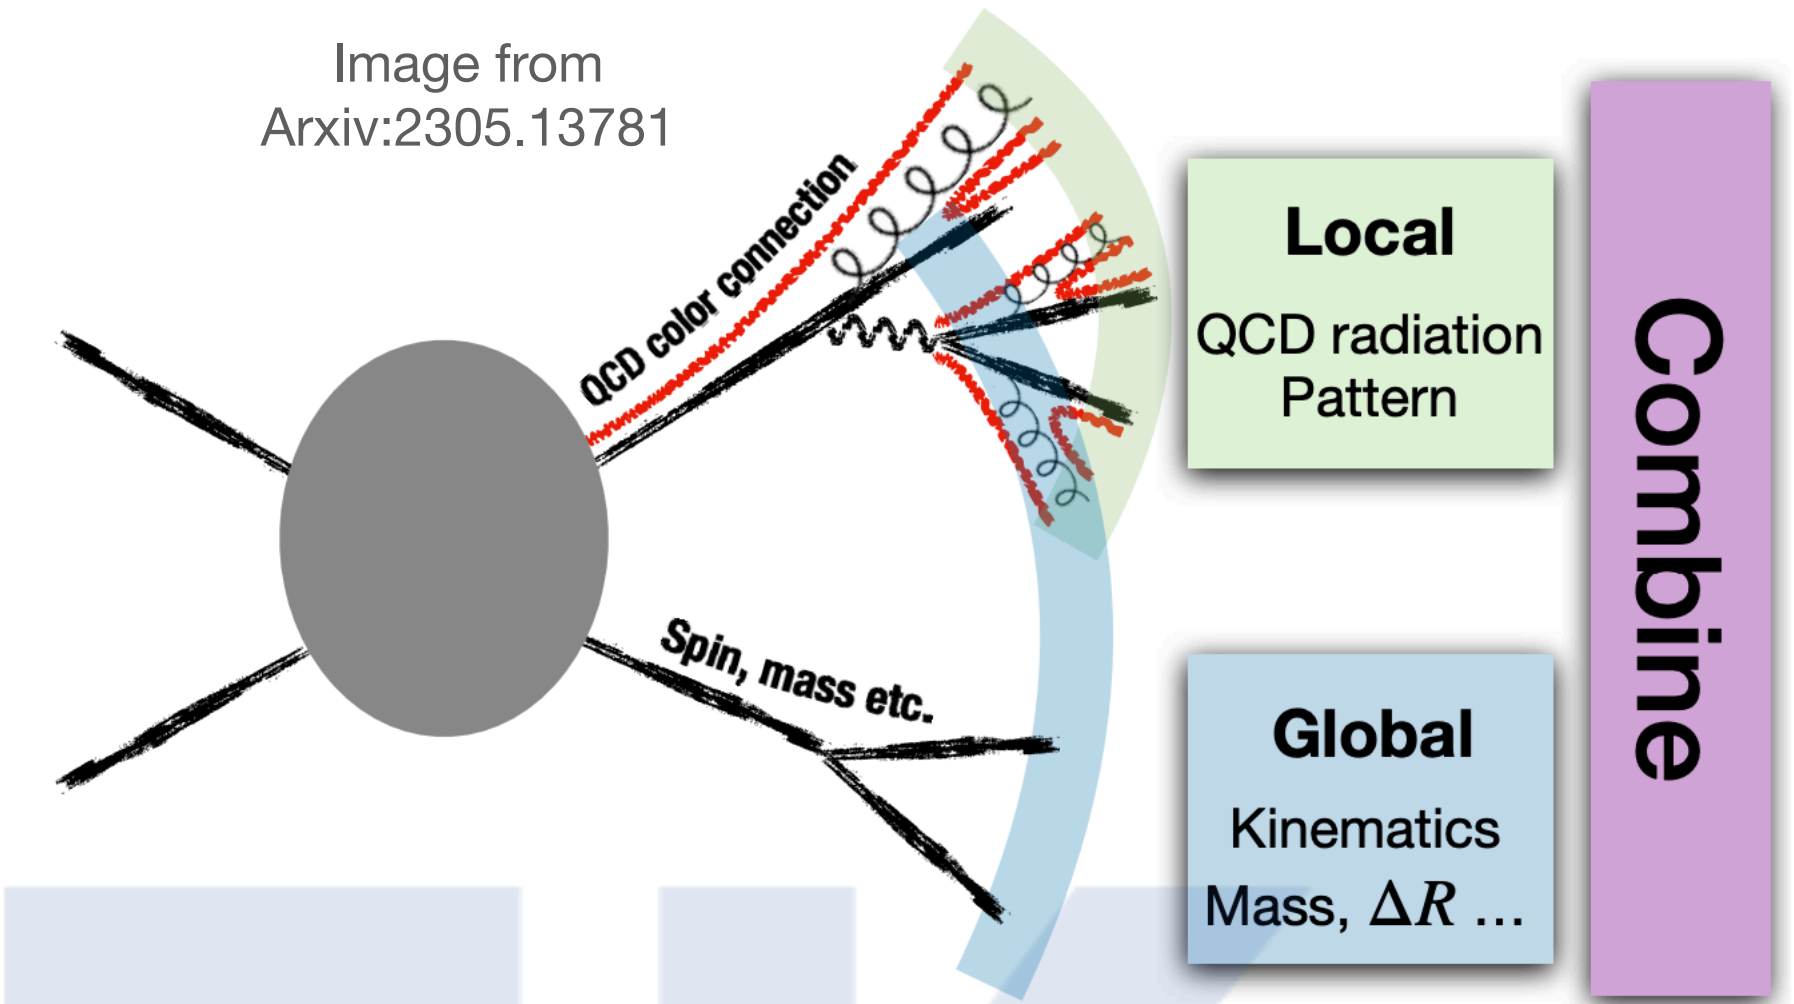 Image from
Arxiv:2305.13781
QCD color connection
Spin, mass etc.
Local
QCD radiation
Pattern
Global
Kinematics
Mass, ΔR ...
Combine